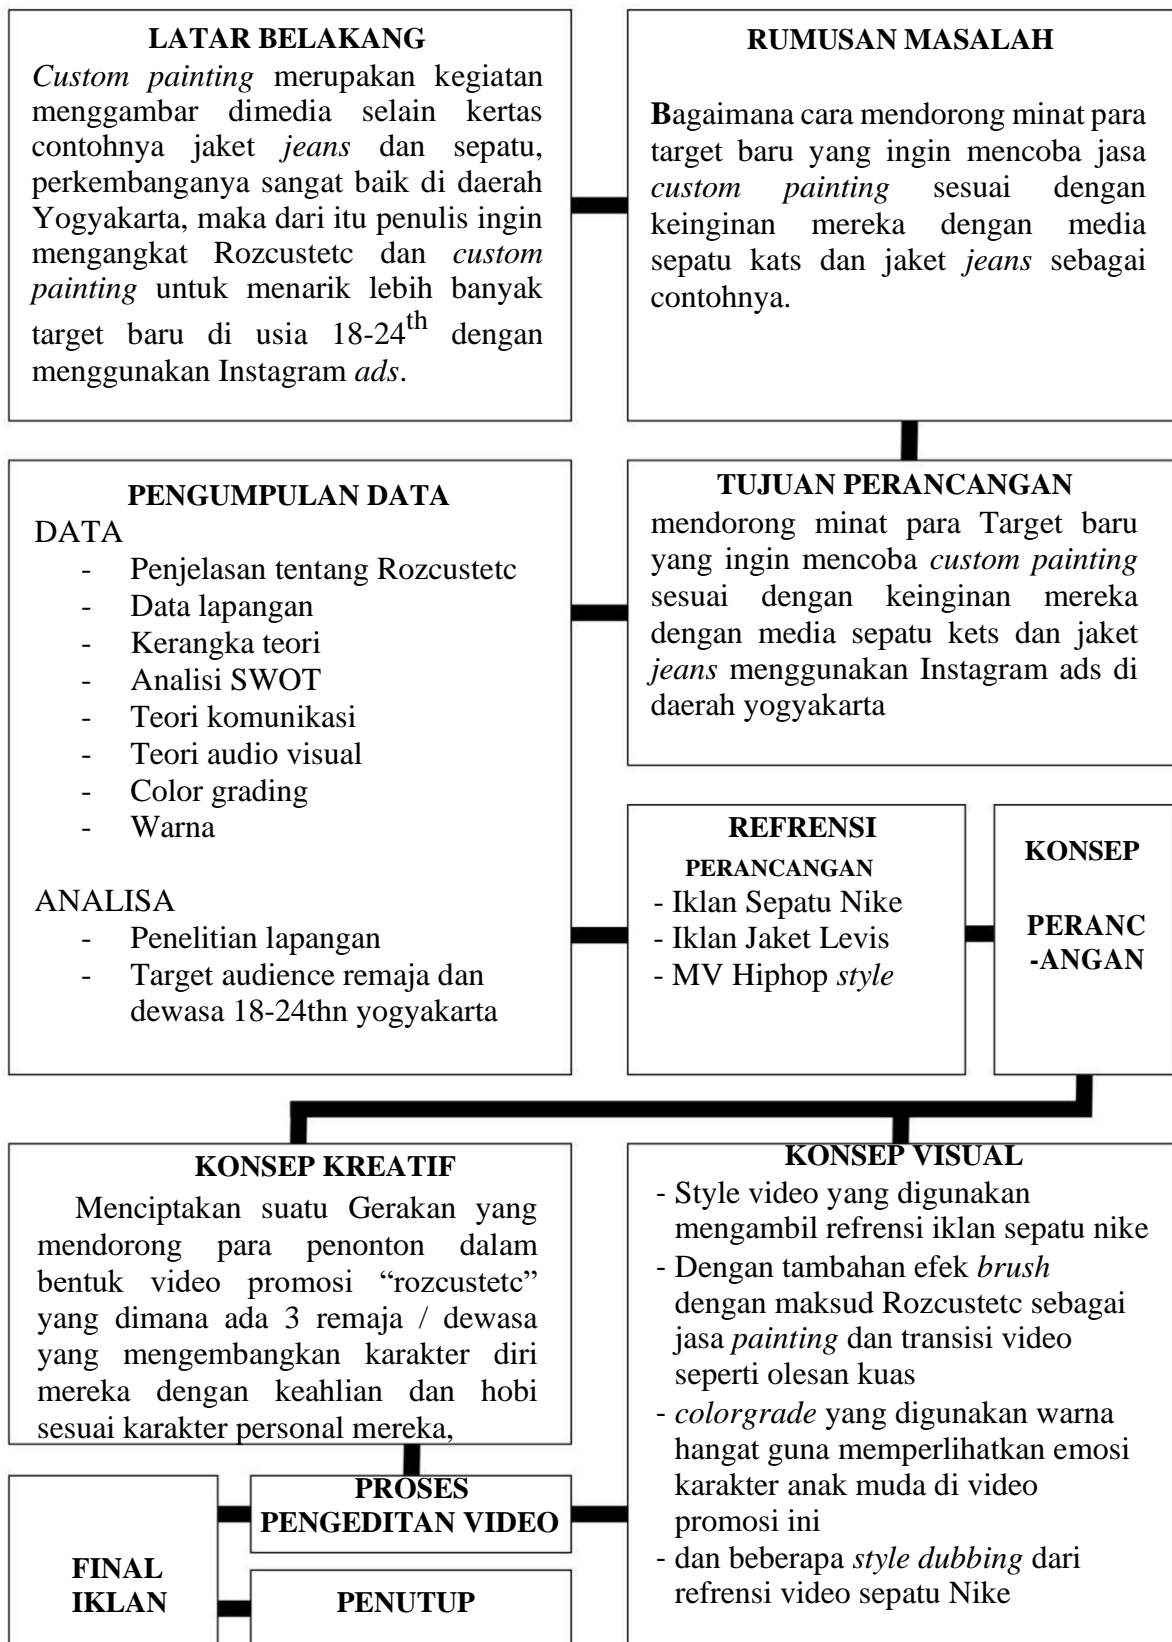 LATAR BELAKANG
Custom painting merupakan kegiatan
menggambar dimedia selain kertas
contohnya jaket jeans dan sepatu,
perkembanganya sangat baik di daerah
Yogyakarta, maka dari itu penulis ingin
mengangkat Rozcustetc dan custom
painting untuk menarik lebih banyak
target baru di usia 18-24th dengan
menggunakan Instagram ads.
RUMUSAN MASALAH
Bagaimana cara mendorong minat para
target baru yang ingin mencoba jasa
custom painting sesuai dengan
keinginan mereka dengan media
sepatu kats dan jaket jeans sebagai
contohnya.
TUJUAN PERANCANGAN
mendorong minat para Target baru
yang ingin mencoba custom painting
sesuai dengan keinginan mereka
dengan media sepatu kets dan jaket
jeans menggunakan Instagram ads di
daerah yogyakarta
PENGUMPULAN DATA
DATA
- Penjelasan tentang Rozcustetc
- Data lapangan
- Kerangka teori
- Analisi SWOT
- Teori komunikasi
- Teori audio visual
- Color grading
- Warna
ANALISA
- Penelitian lapangan
- Target audience remaja dan
dewasa 18-24thn yogyakarta
REFRENSI
PERANCANGAN
- Iklan Sepatu Nike
- Iklan Jaket Levis
- MV Hiphop style
KONSEP
PERANC
-ANGAN
KONSEP KREATIF
Menciptakan suatu Gerakan yang
mendorong para penonton dalam
bentuk video promosi “rozcustetc”
yang dimana ada 3 remaja / dewasa
yang mengembangkan karakter diri
mereka dengan keahlian dan hobi
sesuai karakter personal mereka,
KONSEP VISUAL
- Style video yang digunakan
mengambil refrensi iklan sepatu nike
- Dengan tambahan efek brush
dengan maksud Rozcustetc sebagai
jasa painting dan transisi video
seperti olesan kuas
- colorgrade yang digunakan warna
hangat guna memperlihatkan emosi
karakter anak muda di video
promosi ini
- dan beberapa style dubbing dari
refrensi video sepatu Nike
PROSES
PENGEDITAN VIDEO
FINAL
IKLAN
PENUTUP